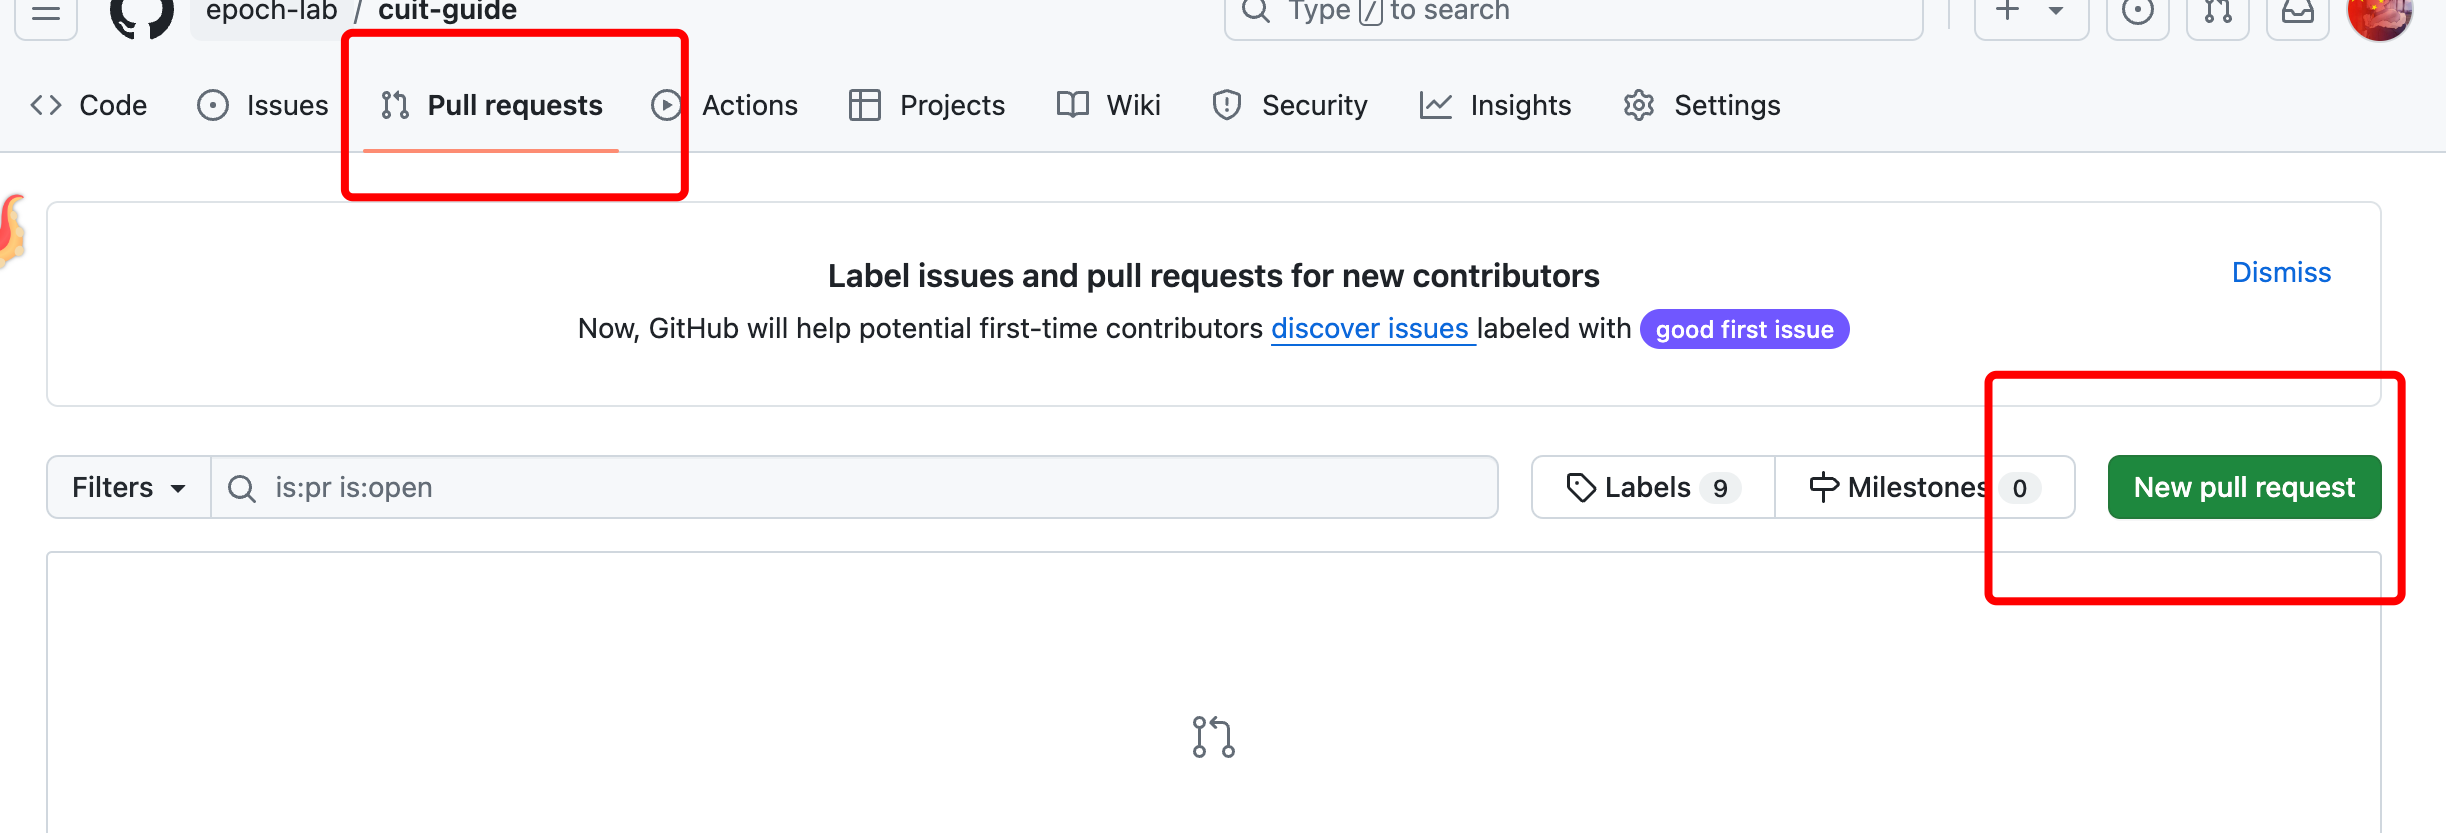 epoch-lab / cuit-guide
Type / to search
Code Issues Pull requests Actions Projects Wiki Security Insights Settings
Label issues and pull requests for new contributors
Dismiss
Now, GitHub will help potential first-time contributors discover issues labeled with good first issue
Filters is:pr is:open Labels 9 Milestones 0 New pull request